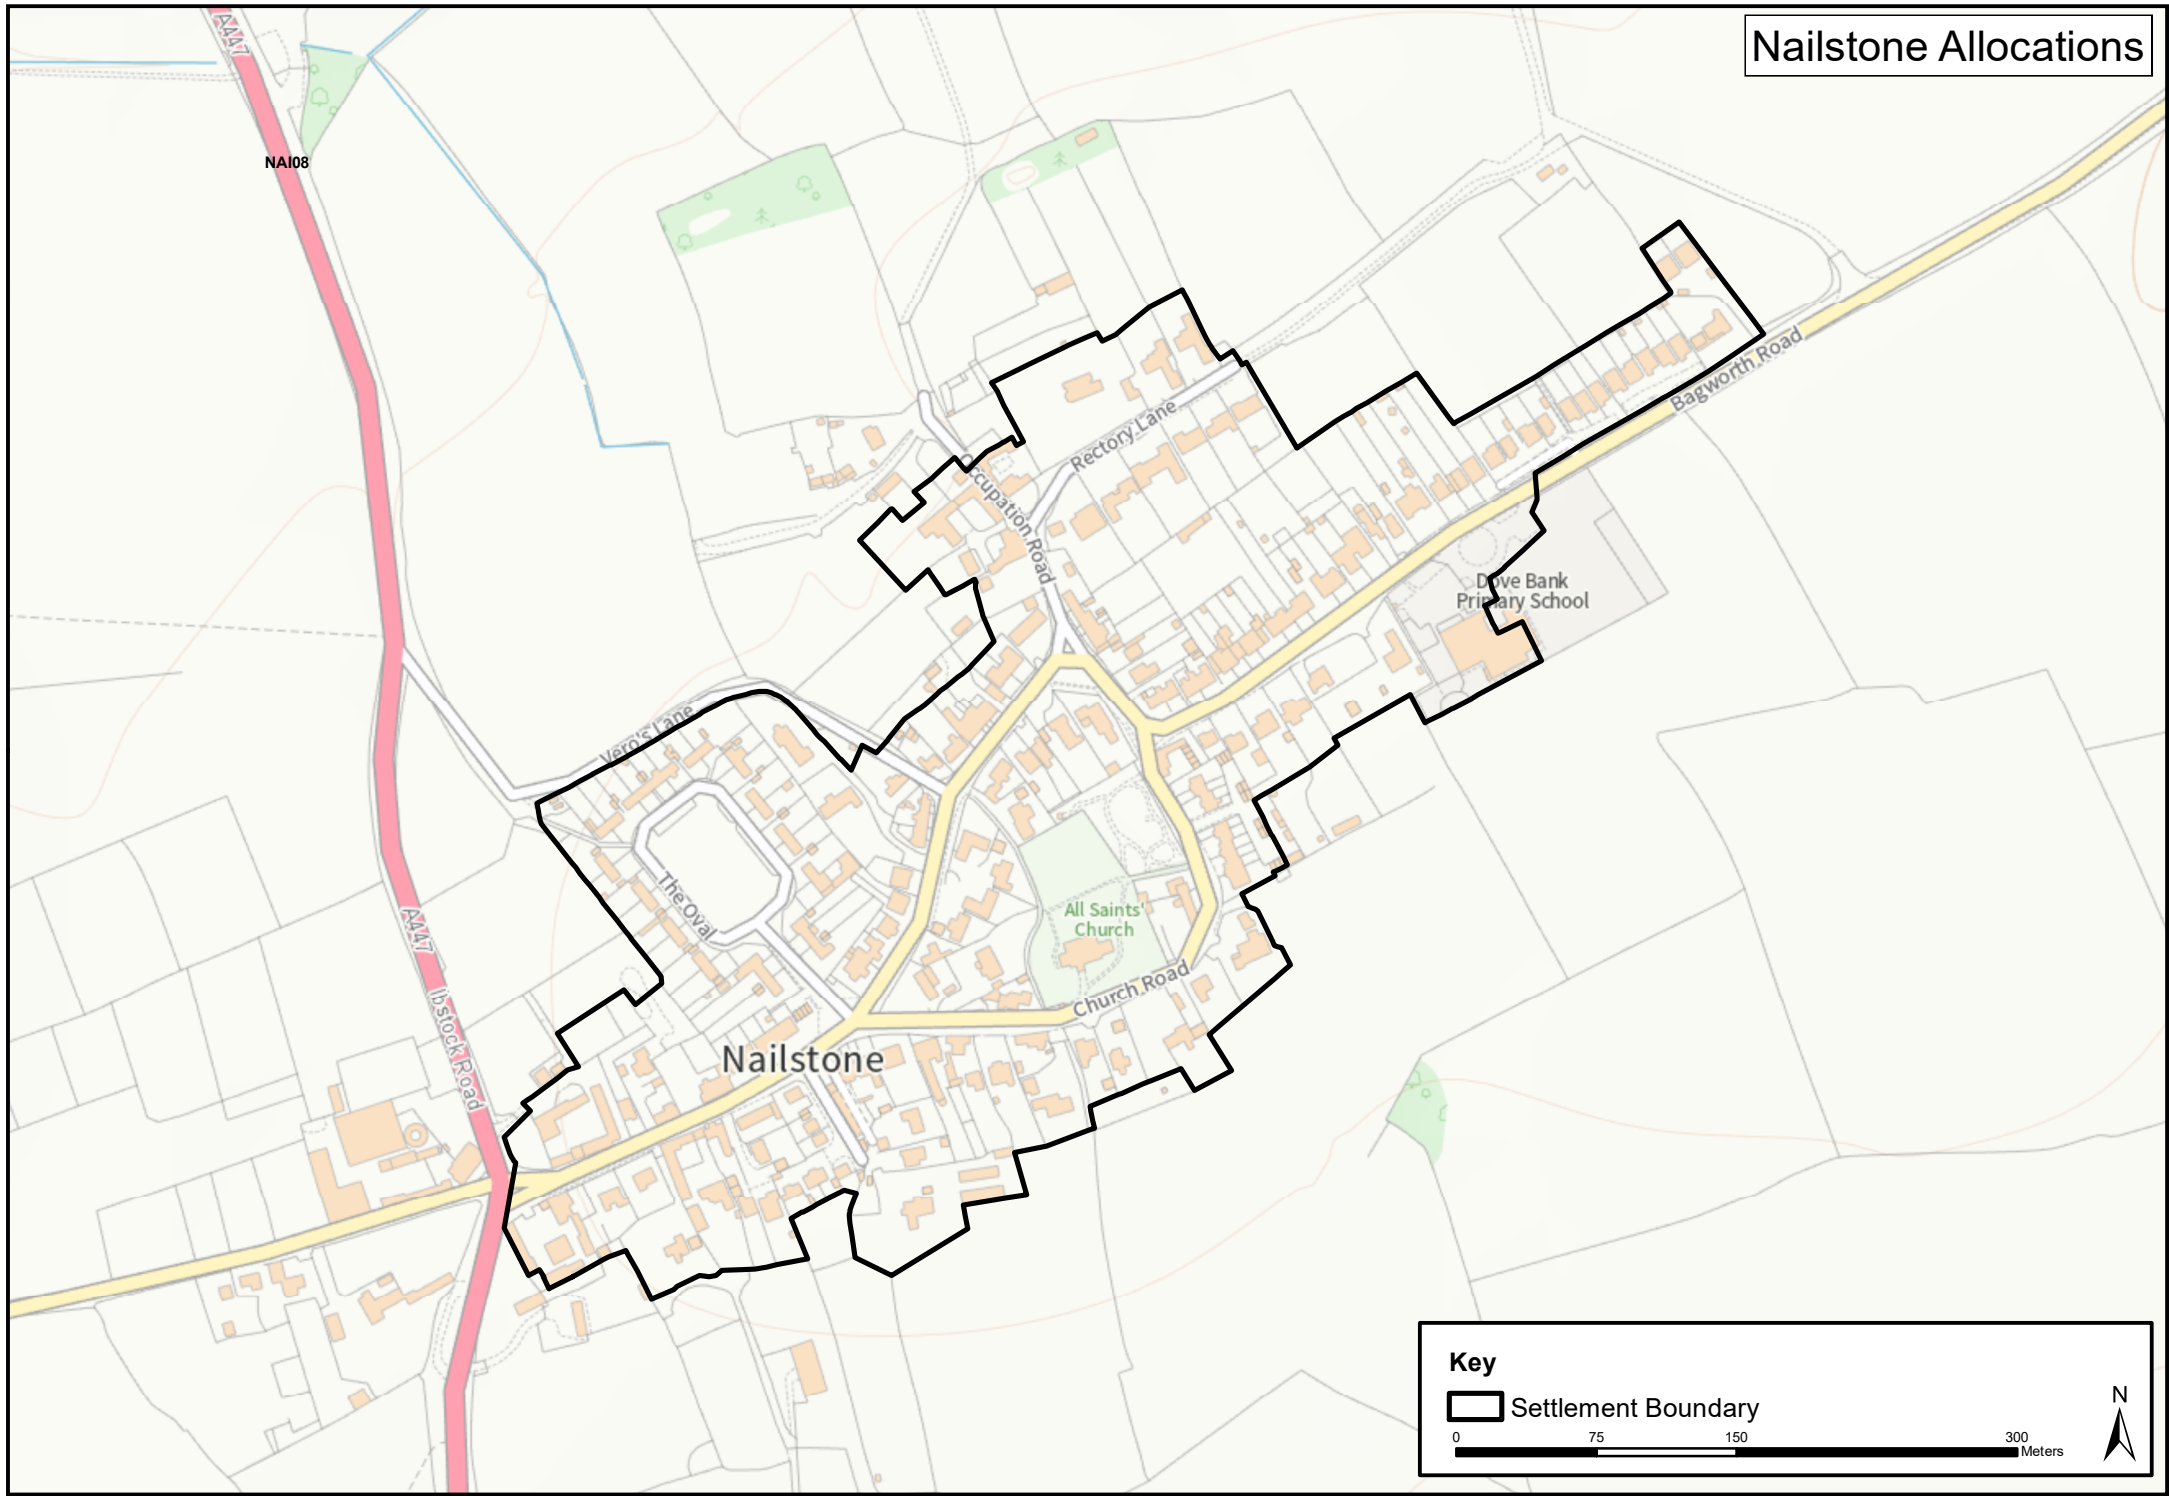 Nailstone Allocations
A447
NAI08
Bagworth Road
Rectory Lane
Occupation Road
Dove Bank
Primary School
Vero's Lane
The Oval
All Saints'
Church
A447
Church Road
Ibstock Road
Nailstone
Key
Settlement Boundary
N
0 75 150 300
Meters